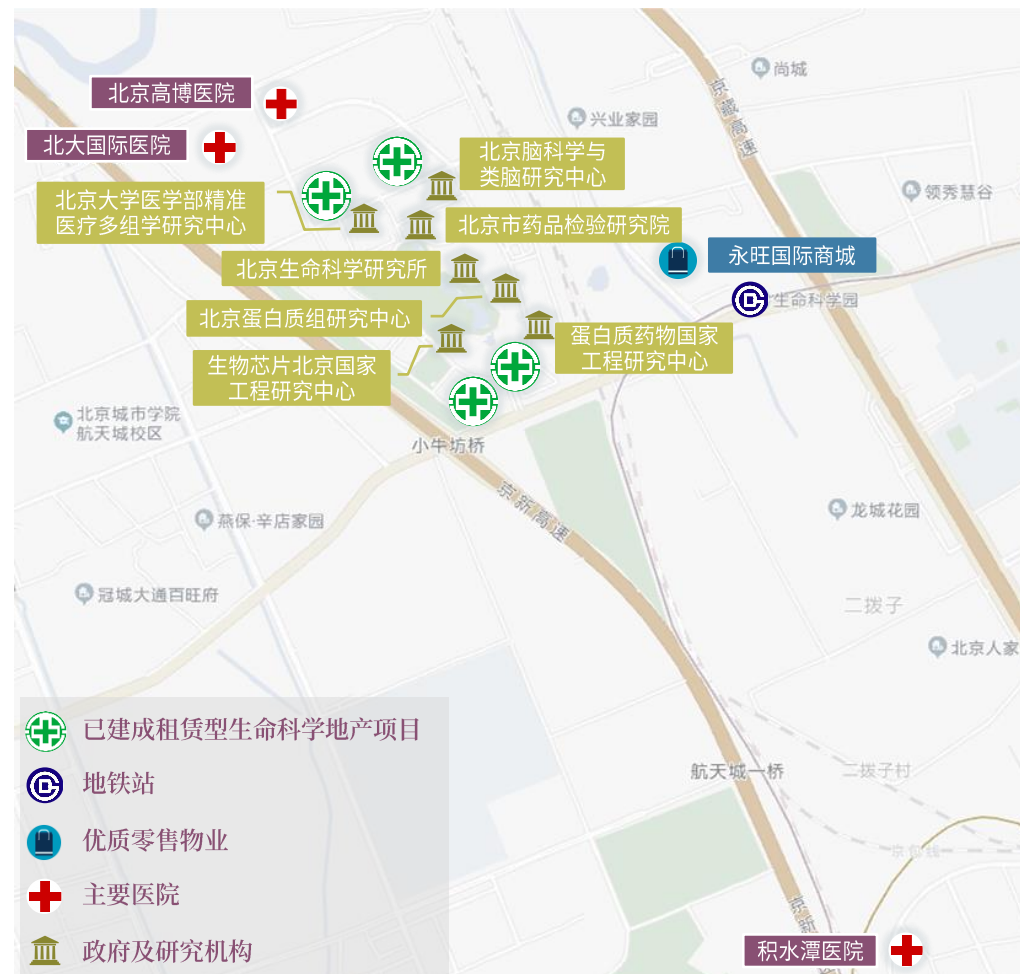 尚城
北京高博医院
京藏高速
兴业家园
北大国际医院
北京脑科学与
类脑研究中心
北京大学医学部精准
医疗多组学研究中心
领秀慧谷
北京市药品检验研究院
永旺国际商城
北京生命科学研究所
生命科学园
北京蛋白质组研究中心
蛋白质药物国家
工程研究中心
生物芯片北京国家
工程研究中心
北京城市学院
航天城校区
小牛坊桥
京新高速
龙城花园
燕保·辛店家园
冠城大通百旺府
二拨子
北京人家
已建成租赁型生命科学地产项目
航天城一桥
二拨子村
地铁站
优质零售物业
京包线
主要医院
京新
积水潭医院
政府及研究机构